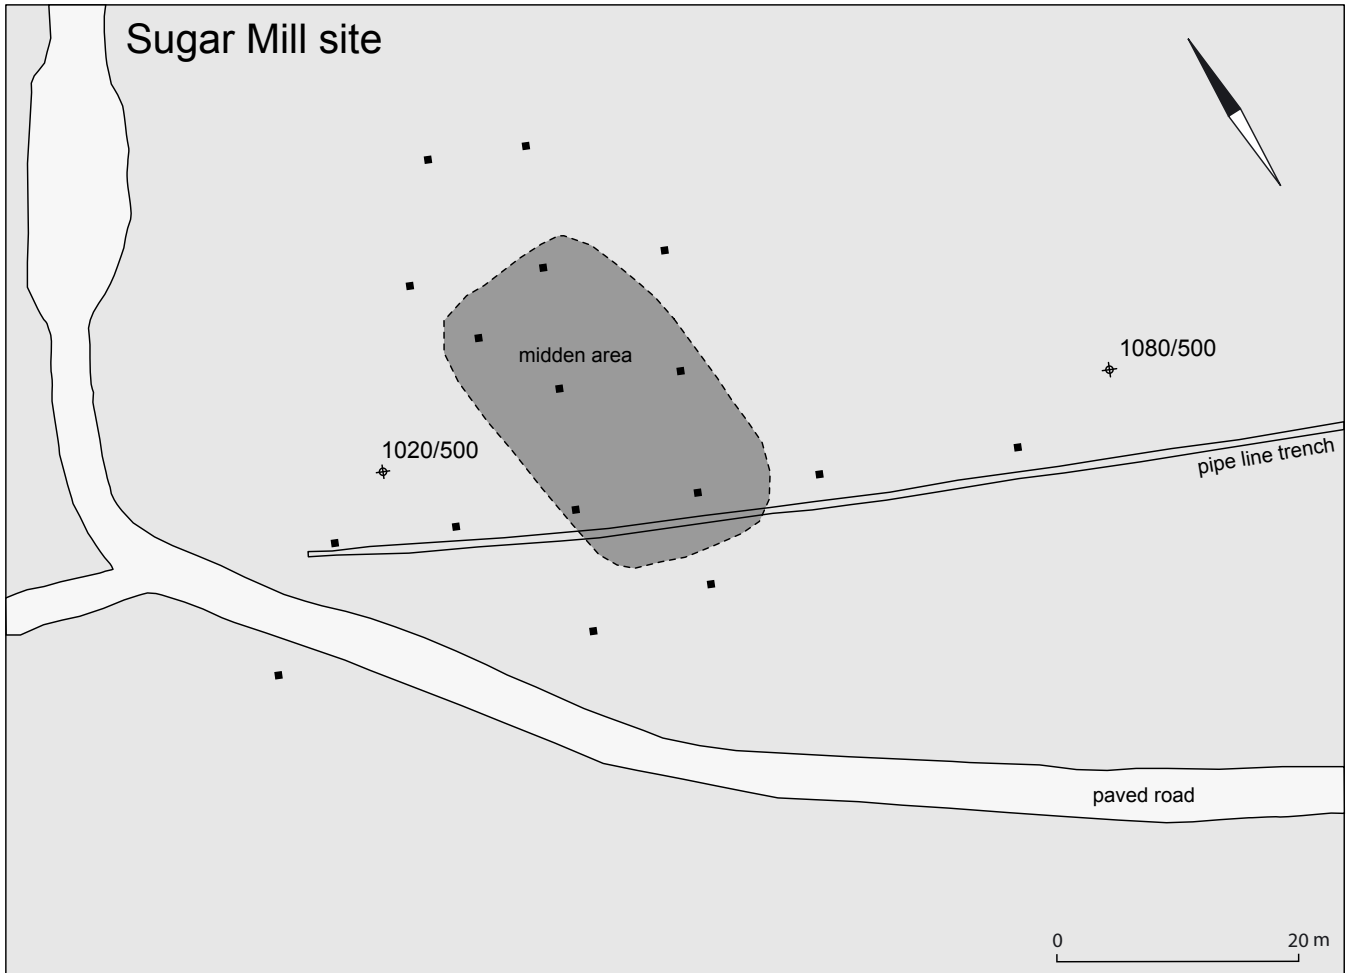 Sugar Mill site
1080/500
midden area
1020/500
pipe line trench
paved road
0 20 m